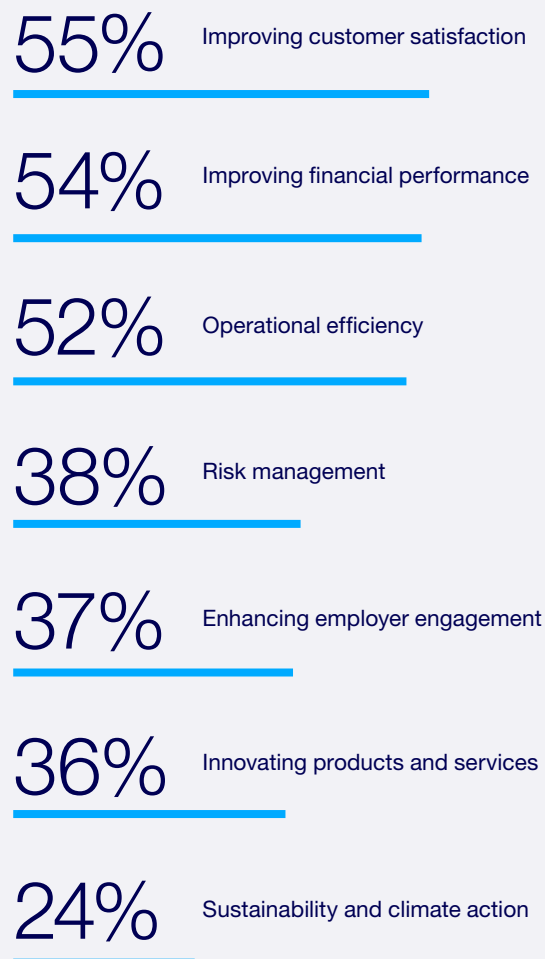 55% Improving customer satisfaction
54% Improving financial performance
52% Operational efficiency
38% Risk management
37% Enhancing employer engagement
36% Innovating products and services
24% Sustainability and climate action